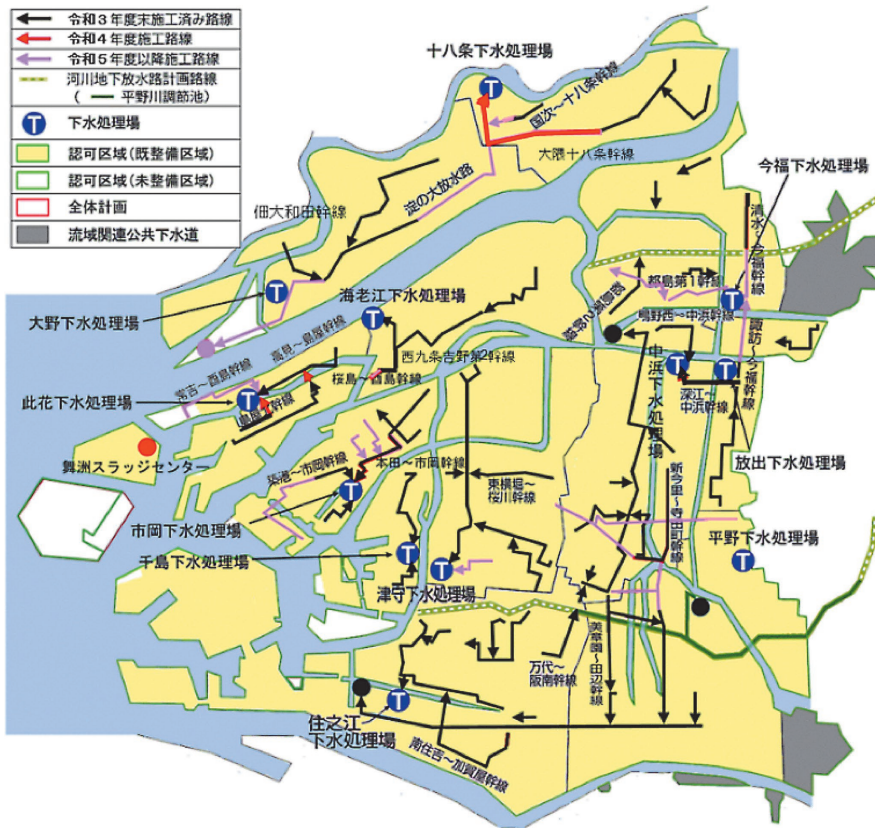 令和3年度末施工済み路線
令和4年度施工路線
令和5年度以降施工路線
河川地下放水路計画路線
( 平野川調節池)
T 下水処理場
認可区域(既整備区域)
認可区域(未整備区域)
全体計画
流域関連公共下水道
十八条下水処理場
T
国次〜十八条幹線
大隈十八条幹線
今福下水処理場
淀の大放水路
佃大和田幹線
清水〜今福幹線
都島第1幹線
T
T
大野下水処理場
海老江下水処理場
T
鴫野西〜中浜幹線
高見〜島屋幹線
西九条吉野第2幹線
諏訪〜今福幹線
中浜下水処理場
T
T
常吉〜酉島幹線
桜島〜酉島幹線
此花下水処理場
T
深江〜
中浜幹線
舞洲スラッジセンター
放出下水処理場
築港〜市岡幹線
本田〜市岡幹線
東横堀〜
桜川幹線
新今里〜寺田町幹線
市岡下水処理場
T
平野下水処理場
T
千島下水処理場
T
T
津守下水処理場
万代〜
阪南幹線
美章園〜田辺幹線
T
住之江
下水処理場
南住吉〜加賀屋幹線